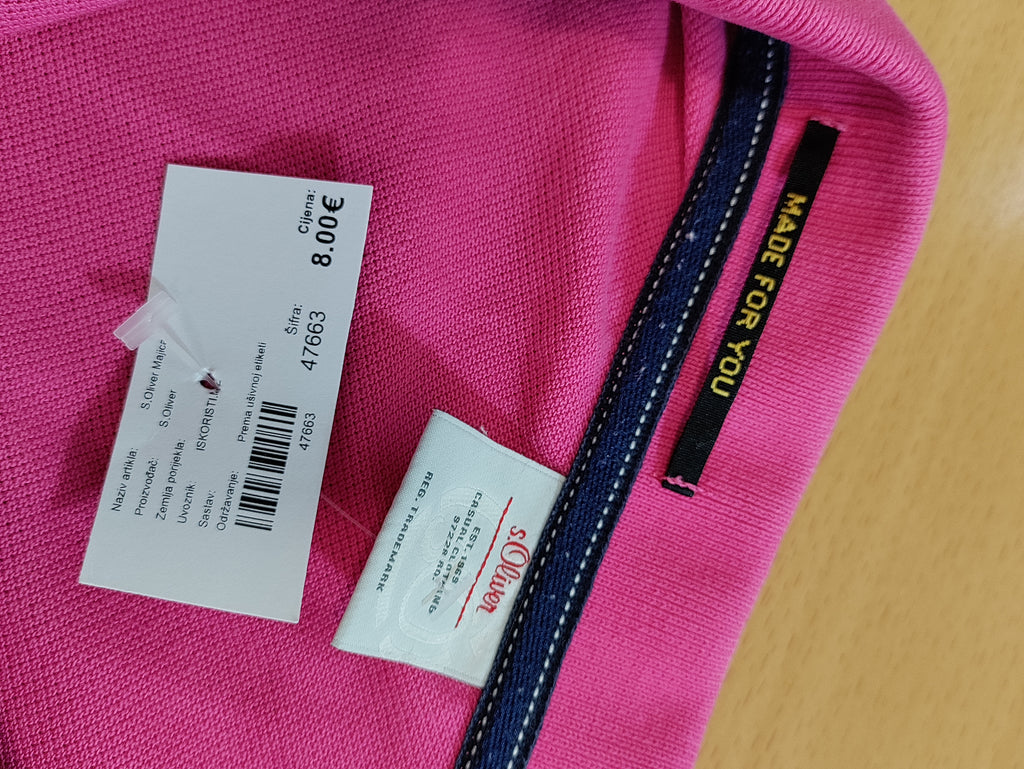 Naziv artikla: S.Oliver Majica
Proizvođač: S.Oliver
Zemlja porijekla:
Uvoznik: ISKORISTI
Sastav:
Održavanje: Prema ušivnoj etiketi
47663
Šifra:
47663
Cijena:
8.00€
s.Oliver
CASUAL CLOTHING
EST. 1969
97228 RO.
REG. TRADEMARK
MADE FOR YOU